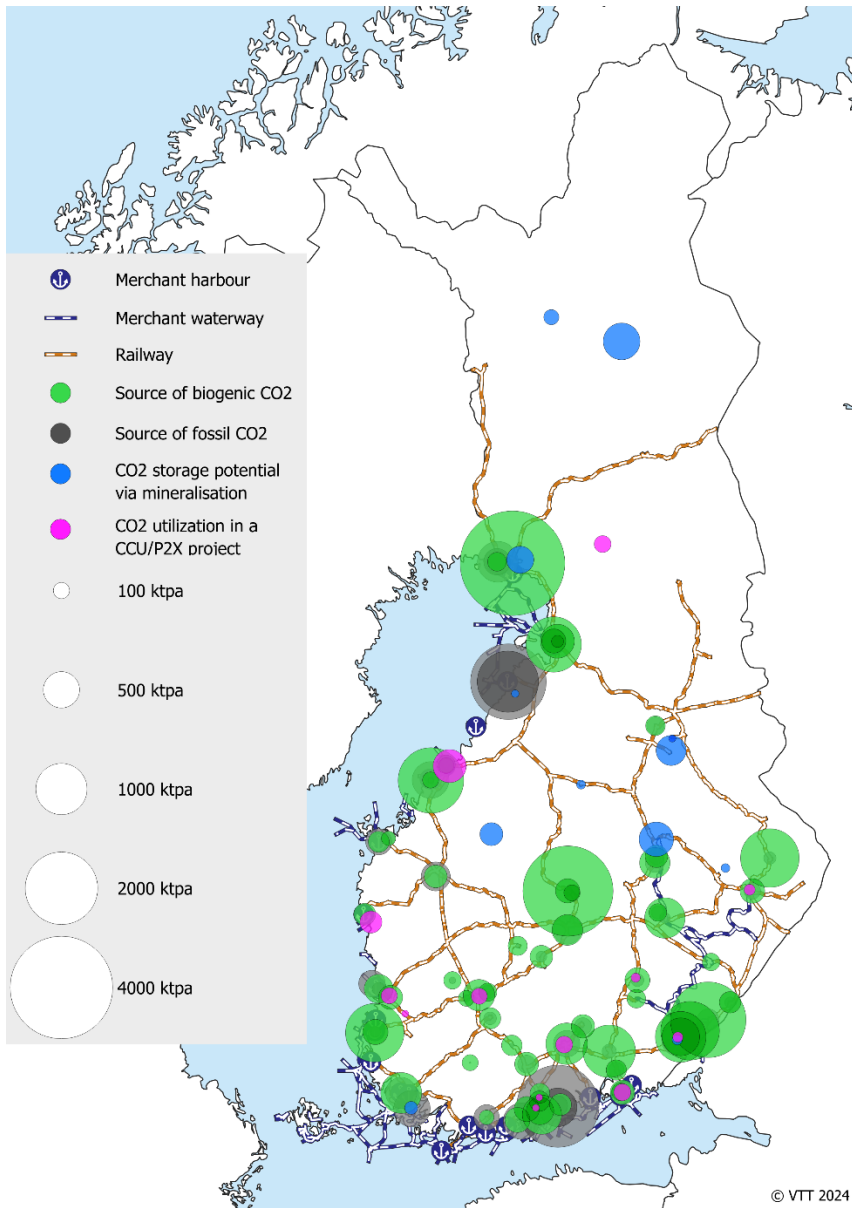 Merchant harbour
Merchant waterway
Railway
Source of biogenic CO2
Source of fossil CO2
CO2 storage potential
via mineralisation
CO2 utilization in a
CCU/P2X project
100 ktpa
500 ktpa
1000 ktpa
2000 ktpa
4000 ktpa
© VTT 2024